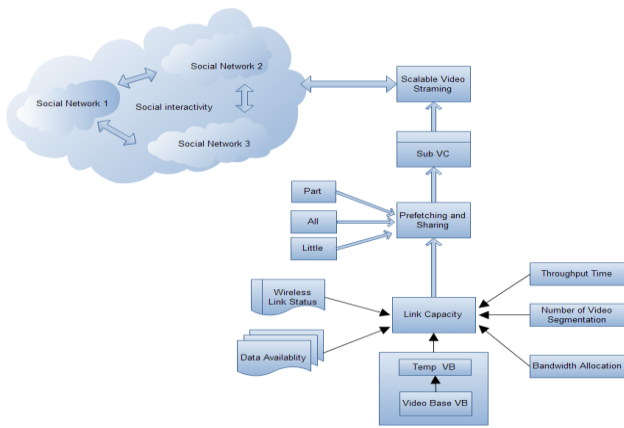 Social Network 2
Social Network 1
Social interactivity
Social Network 3
Scalable Video
Straming
Sub VC
Part
All
Little
Prefetching and
Sharing
Wireless
Link Status
Data Availablity
Link Capacity
Throughput Time
Number of Video
Segmentation
Bandwidth Allocation
Temp VB
Video Base VB